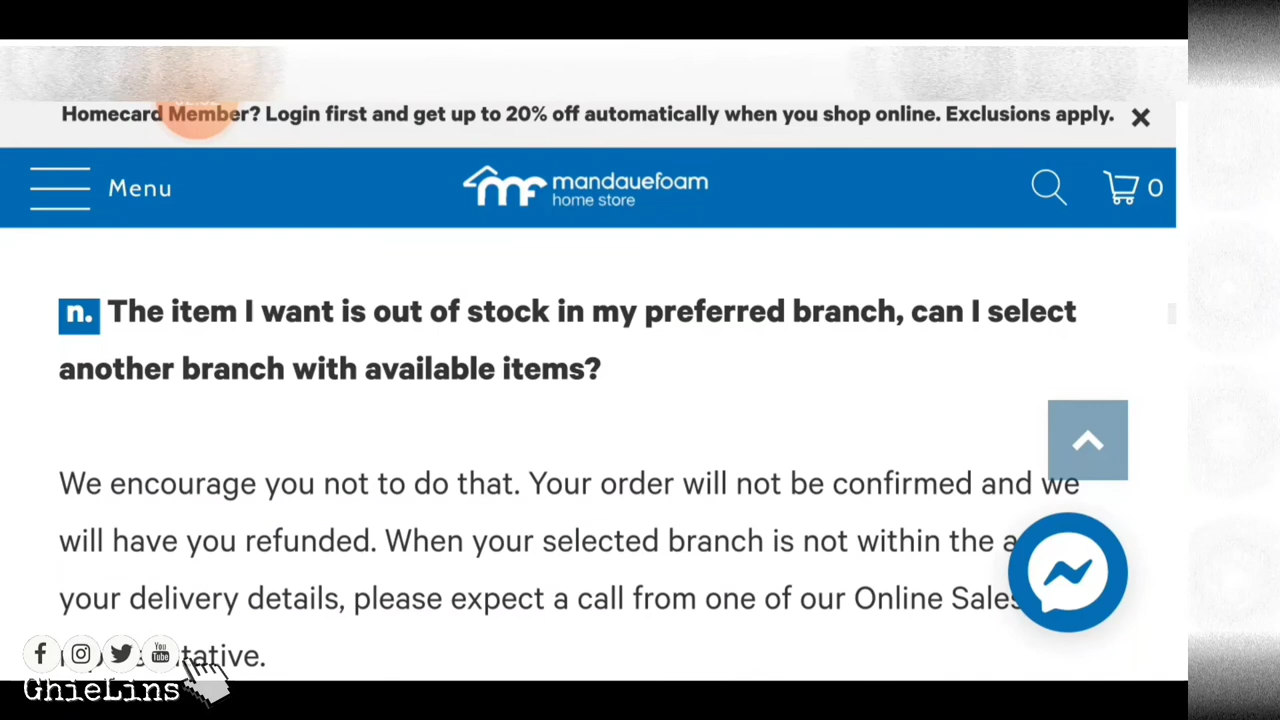 Homecard Member? Login first and get up to 20% off automatically when you shop online. Exclusions apply.
Menu
mandauefoam
home store
0
n. The item I want is out of stock in my preferred branch, can I select
another branch with available items?
We encourage you not to do that. Your order will not be confirmed and we
will have you refunded. When your selected branch is not within the
your delivery details, please expect a call from one of our Online Sales
You
Tube
GhieLins